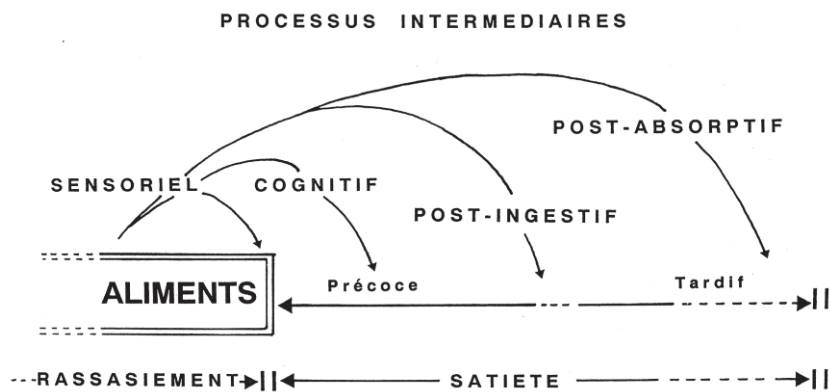 PROCESSUS INTERMEDIAIRES
POST-ABSORPTIF
SENSORIEL COGNITIF
POST-INGESTIF
ALIMENTS Précoce Tardif
RASSASIEMENT SATIETE